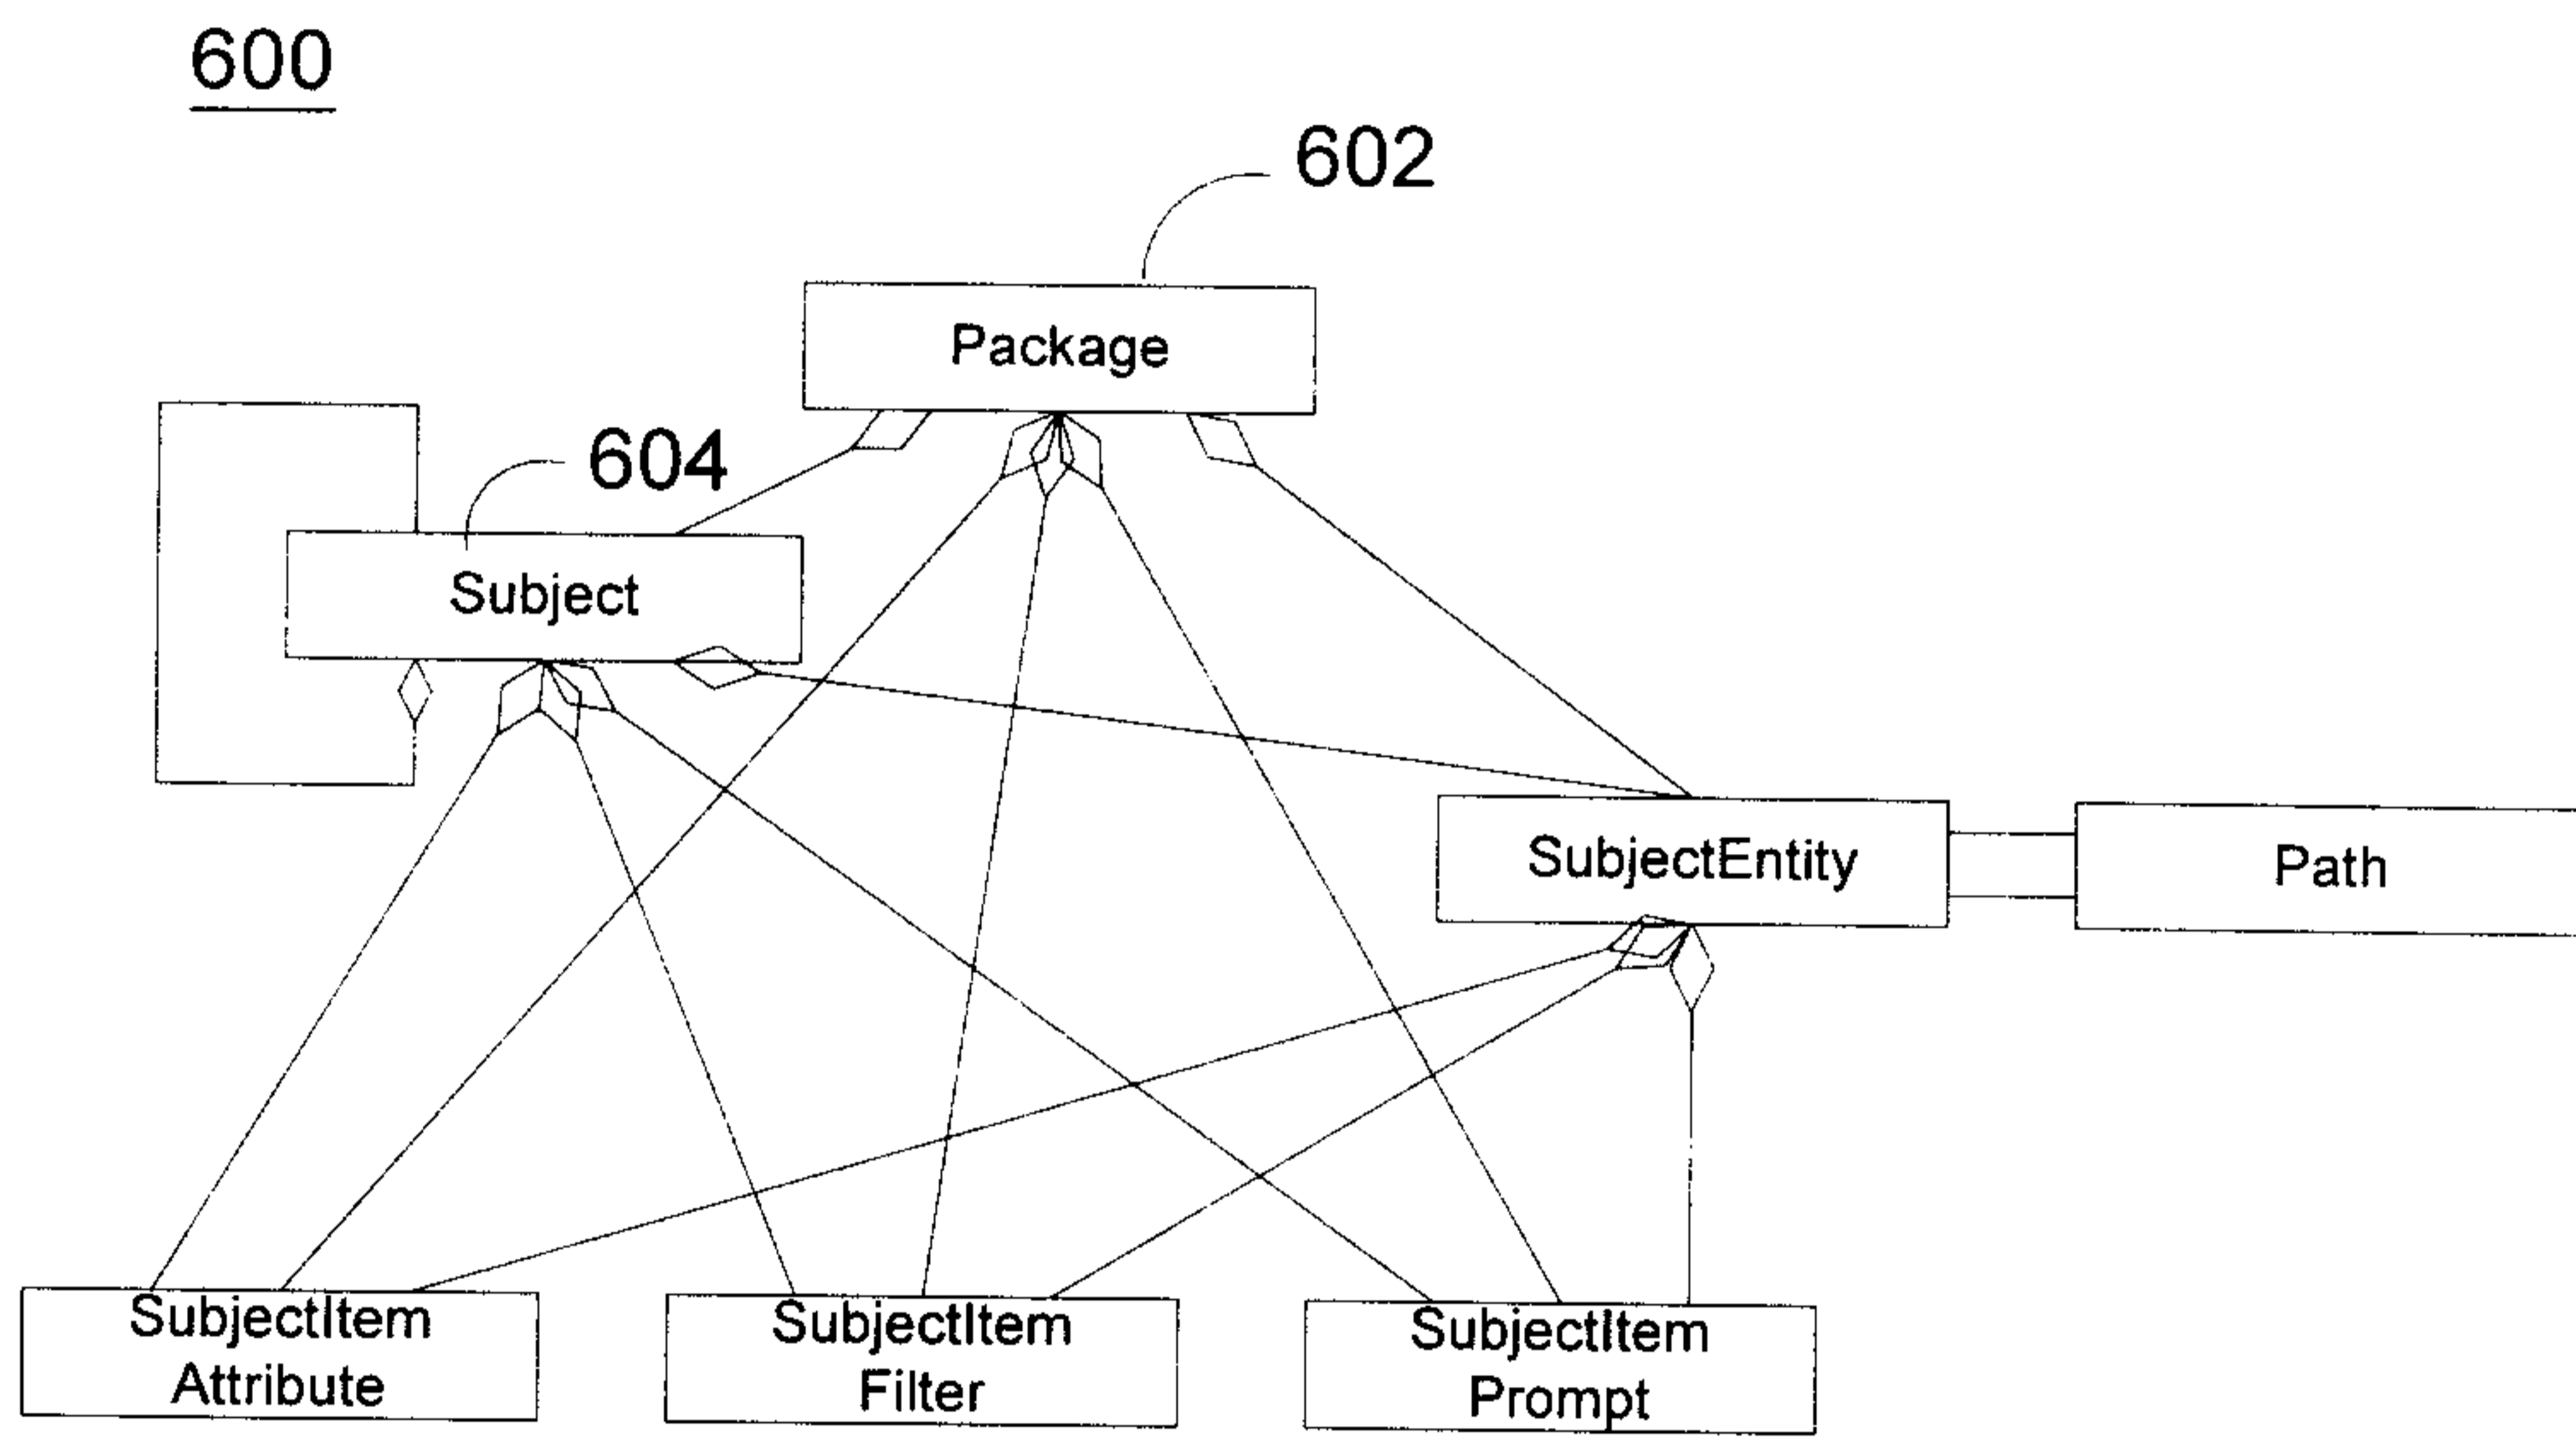 600
602
Package
604
Subject
SubjectEntity
Path
SubjectItem
Attribute
SubjectItem
Filter
SubjectItem
Prompt